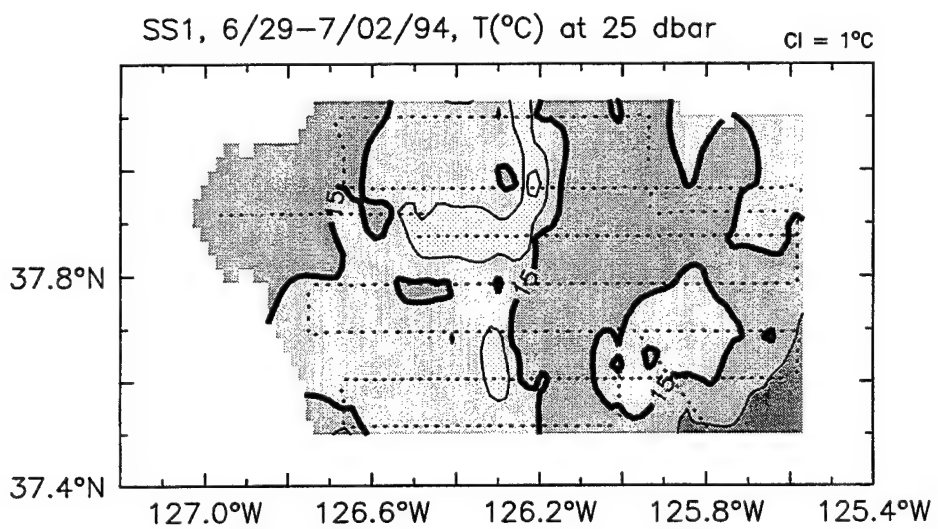 SS1, 6/29–7/02/94, T(°C) at 25 dbar
CI = 1°C
15
15
15
37.8°N
37.4°N
127.0°W 126.6°W 126.2°W 125.8°W 125.4°W